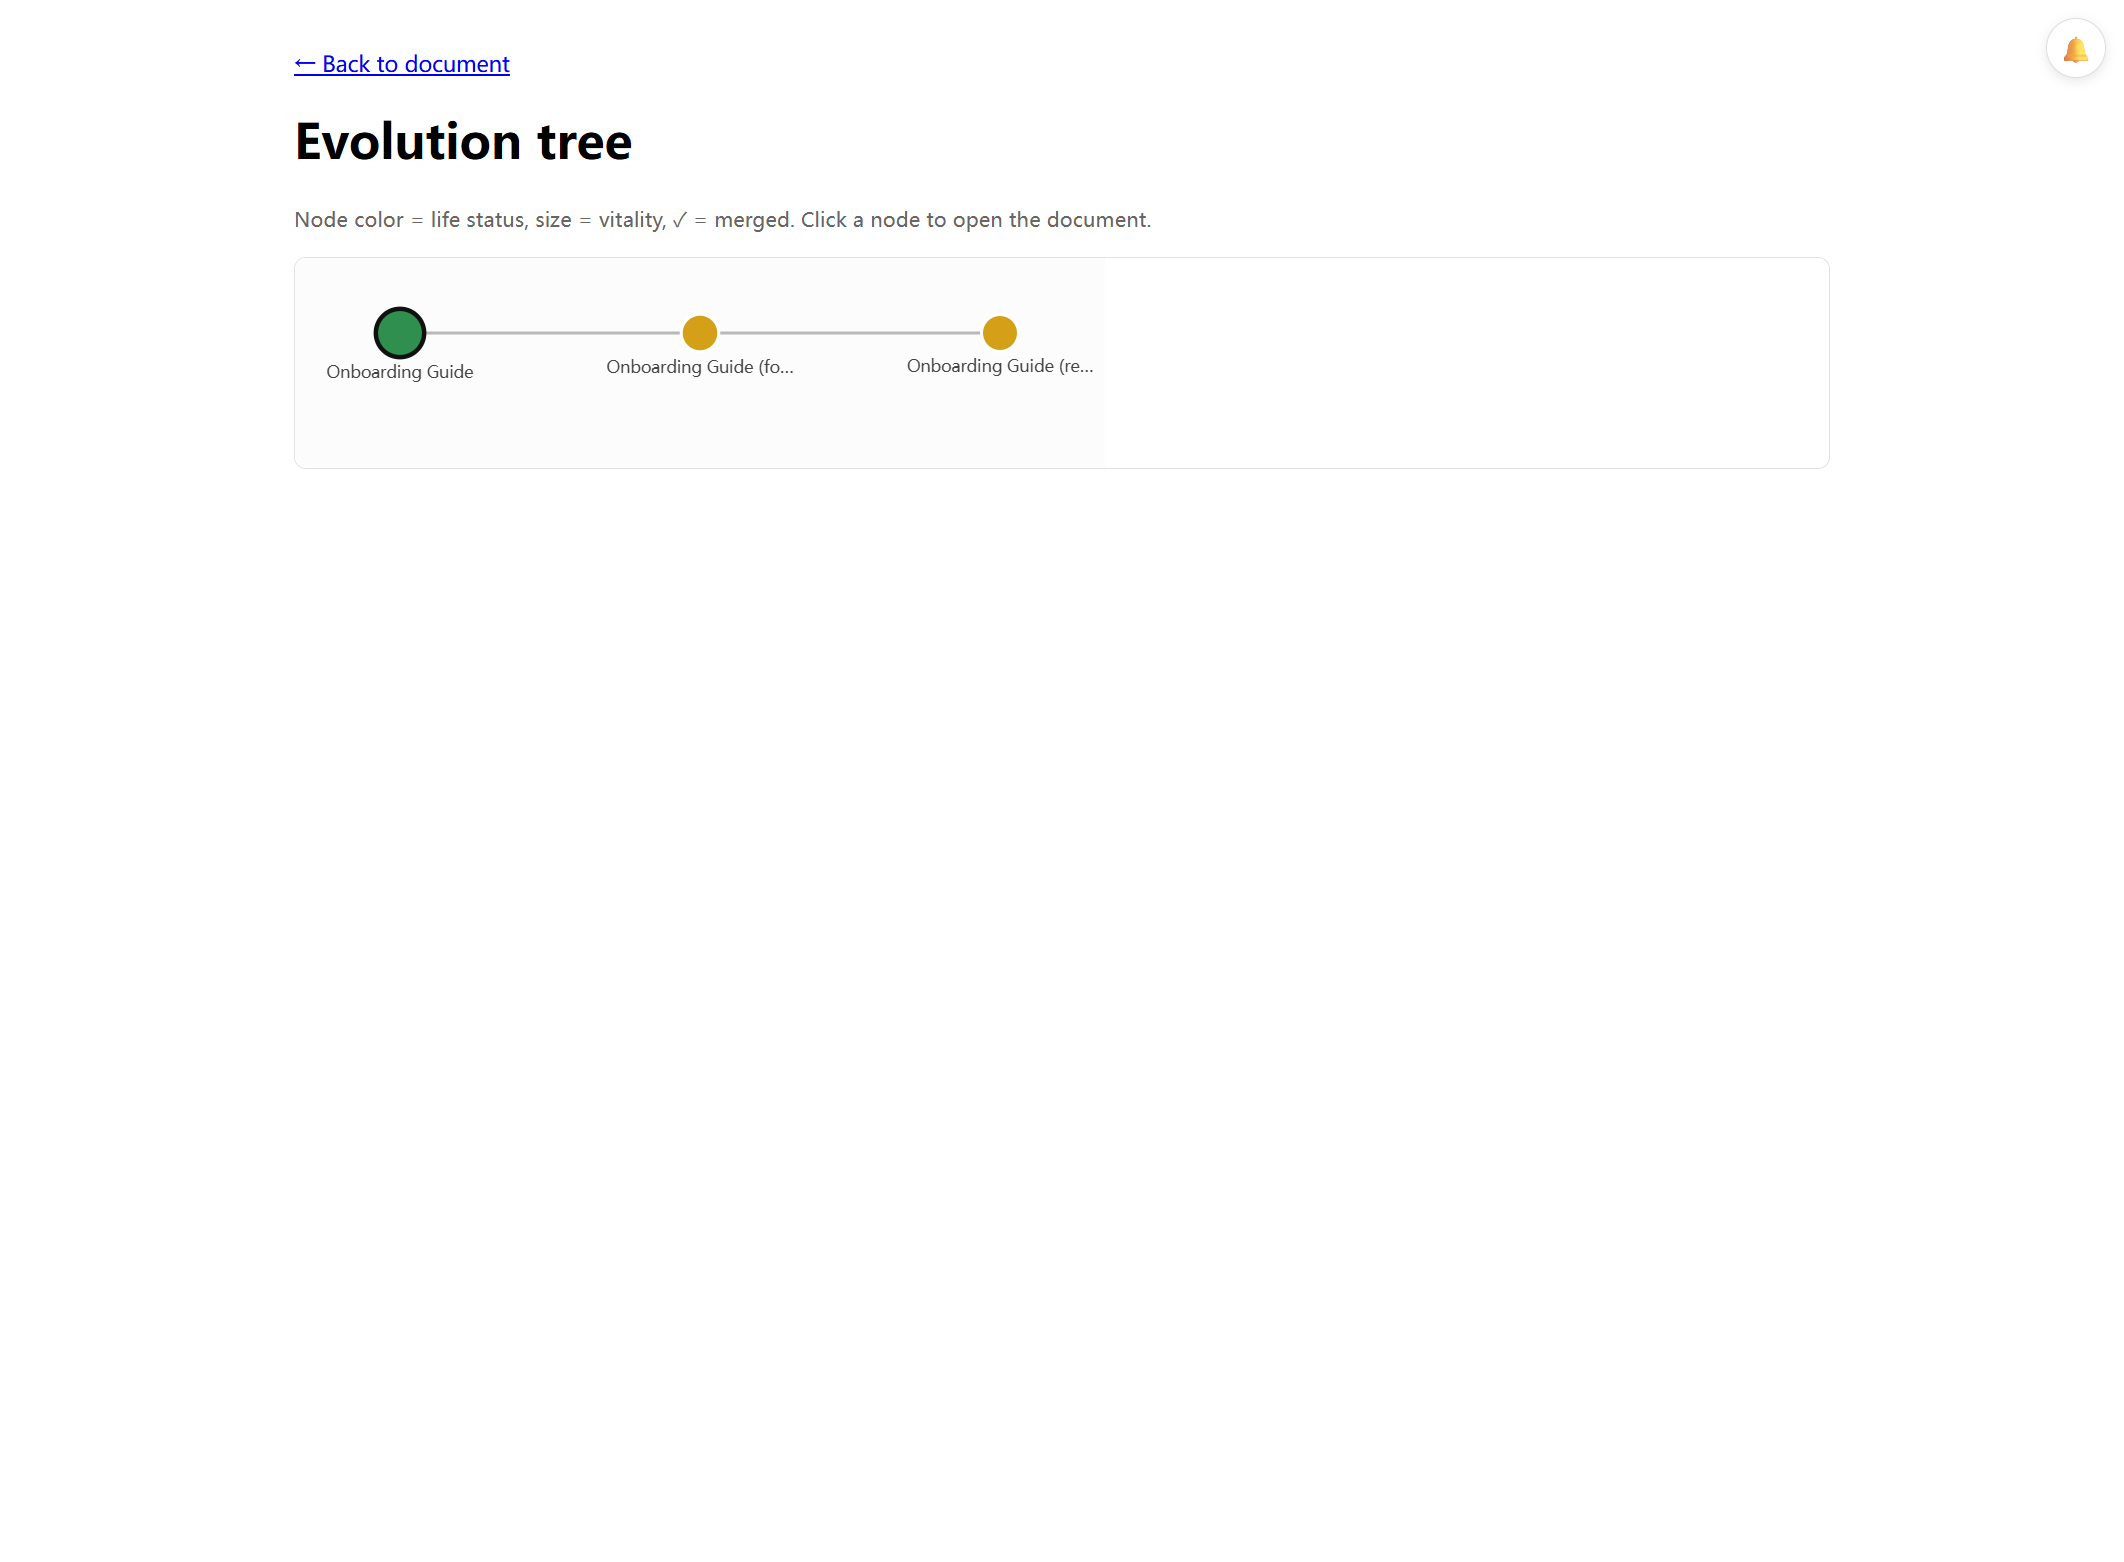 ← Back to document
Evolution tree
Node color = life status, size = vitality, ✓ = merged. Click a node to open the document.
Onboarding Guide
Onboarding Guide (fo…
Onboarding Guide (re…